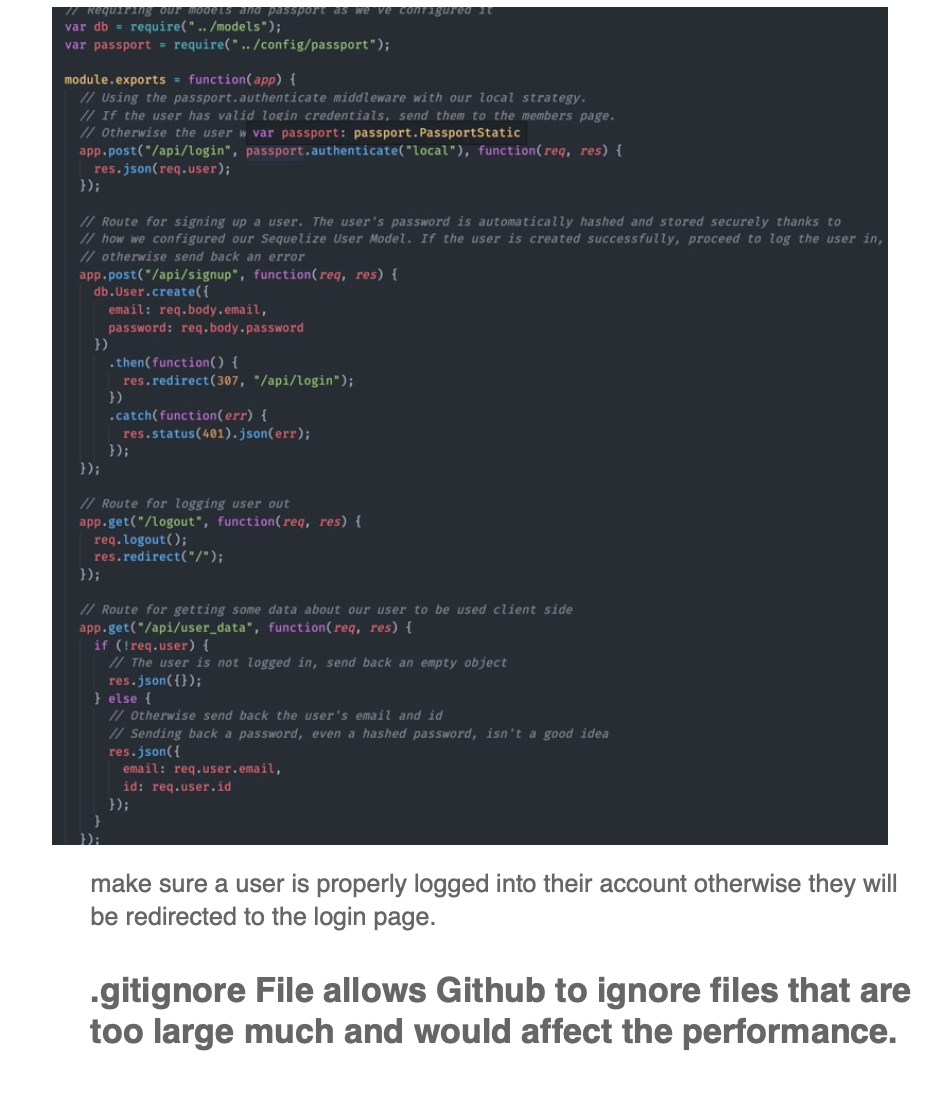 // Requiring our models and passport as we've configured it
var db = require("../models");
var passport = require("../config/passport");
module.exports = function(app) {
// Using the passport.authenticate middleware with our local strategy.
// If the user has valid login credentials, send them to the members page.
// Otherwise the user w var passport: passport.PassportStatic
app.post("/api/login", passport.authenticate("local"), function(req, res) {
res.json(req.user);
});
// Route for signing up a user. The user's password is automatically hashed and stored securely thanks to
// how we configured our Sequelize User Model. If the user is created successfully, proceed to log the user in,
// otherwise send back an error
app.post("/api/signup", function(req, res) {
db.User.create({
email: req.body.email,
password: req.body.password
})
.then(function() {
res.redirect(307, "/api/login");
})
.catch(function(err) {
res.status(401).json(err);
});
});
// Route for logging user out
app.get("/logout", function(req, res) {
req.logout();
res.redirect("/");
});
// Route for getting some data about our user to be used client side
app.get("/api/user_data", function(req, res) {
if (!req.user) {
// The user is not logged in, send back an empty object
res.json({});
} else {
// Otherwise send back the user's email and id
// Sending back a password, even a hashed password, isn't a good idea
res.json({
email: req.user.email,
id: req.user.id
});
}
});
make sure a user is properly logged into their account otherwise they will
be redirected to the login page.
.gitignore File allows Github to ignore files that are
too large much and would affect the performance.